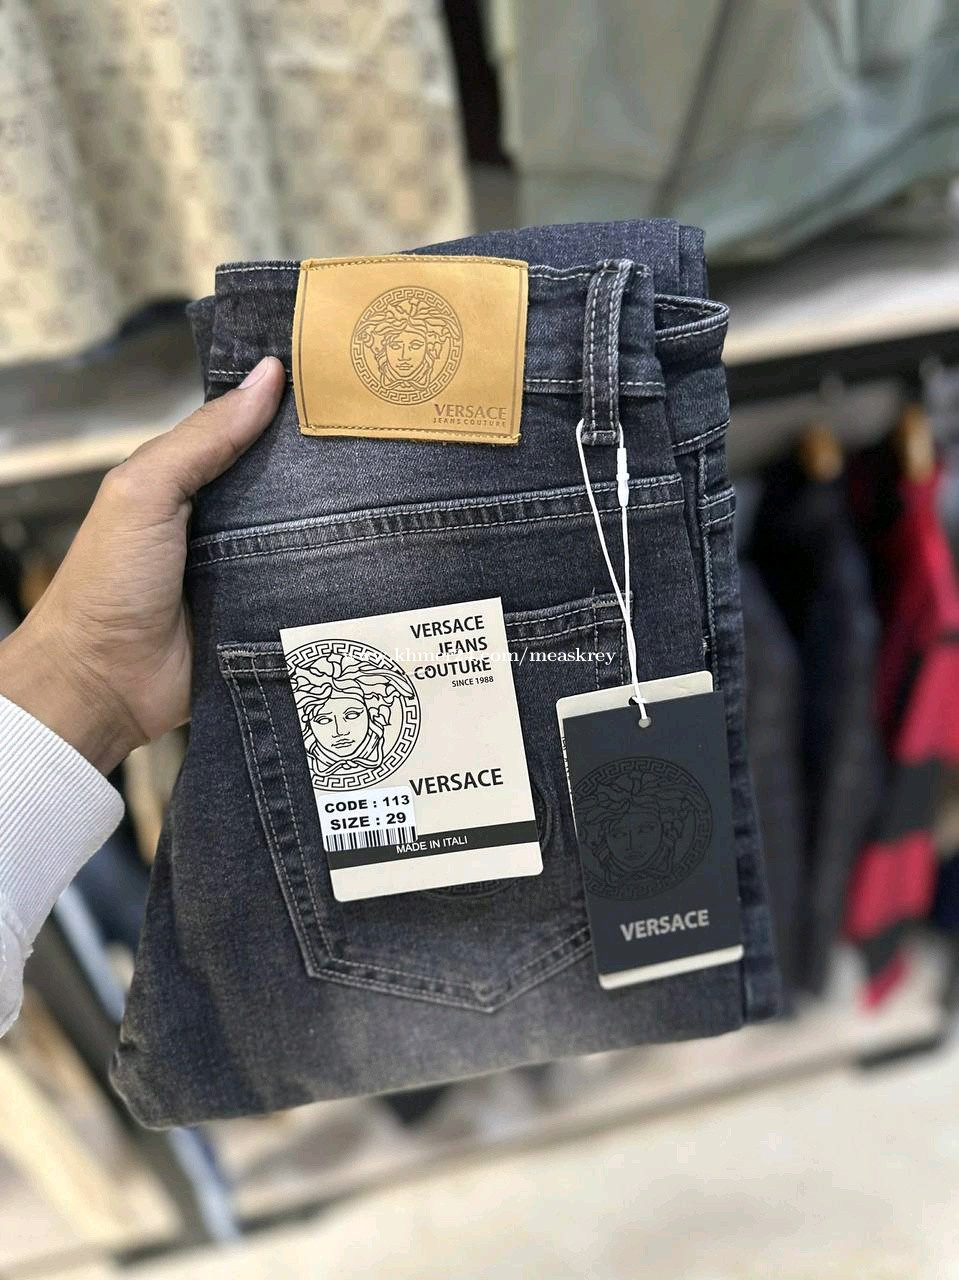 VERSACE
JEANS COUTURE
VERSACE
JEANS
COUTURE
SINCE 1988
VERSACE
CODE : 113
SIZE : 29
MADE IN ITALI
VERSACE